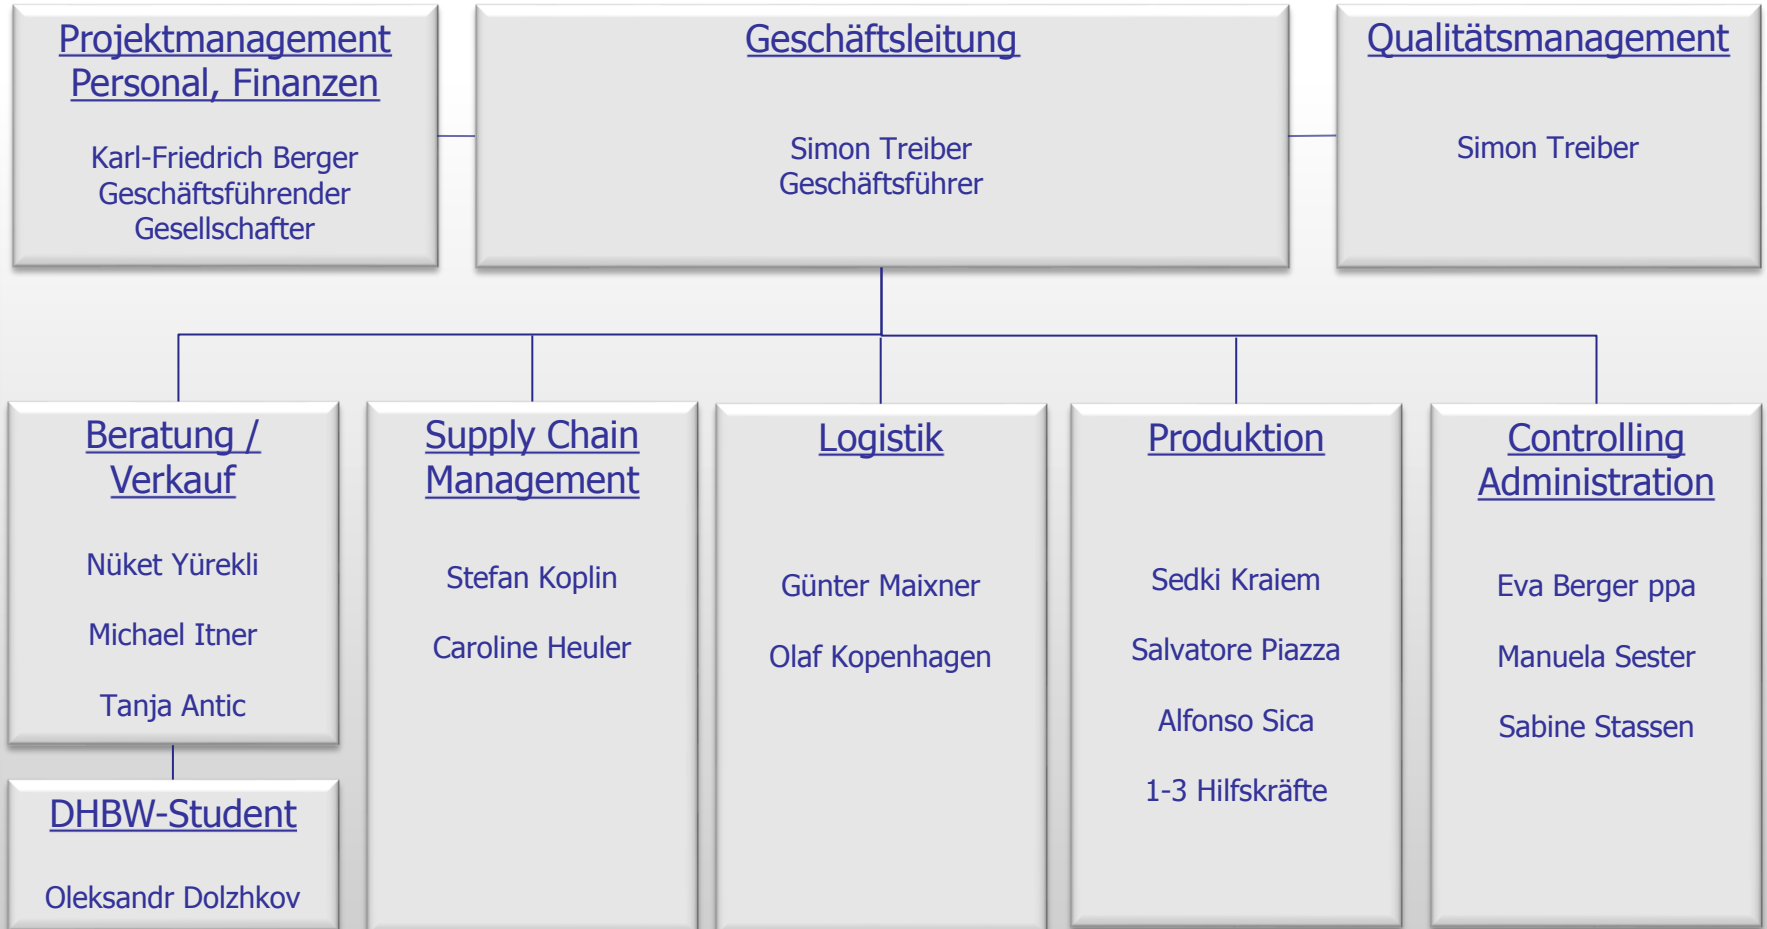 Projektmanagement
Personal, Finanzen
Karl-Friedrich Berger
Geschäftsführender
Gesellschafter
Geschäftsleitung
Simon Treiber
Geschäftsführer
Qualitätsmanagement
Simon Treiber
Beratung /
Verkauf
Nüket Yürekli
Michael Itner
Tanja Antic
DHBW-Student
Oleksandr Dolzhkov
Supply Chain
Management
Stefan Koplin
Caroline Heuler
Logistik
Günter Maixner
Olaf Kopenhagen
Produktion
Sedki Kraiem
Salvatore Piazza
Alfonso Sica
1-3 Hilfskräfte
Controlling
Administration
Eva Berger ppa
Manuela Sester
Sabine Stassen